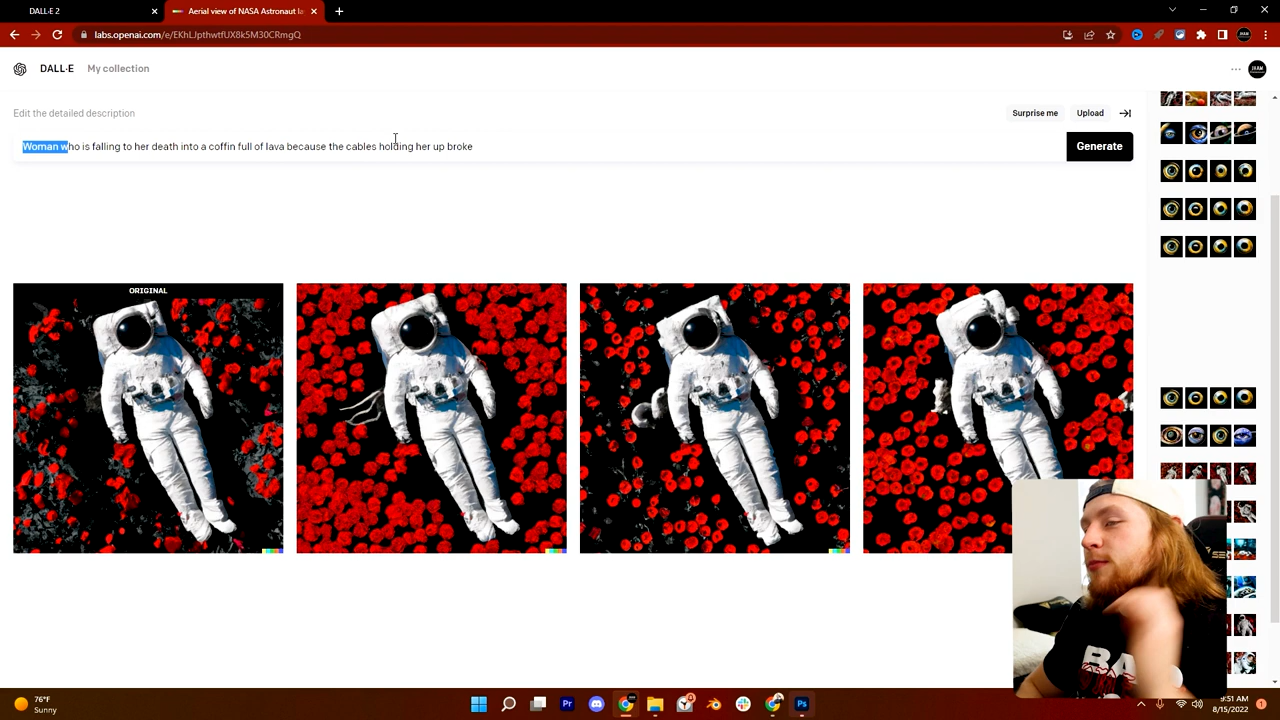 DALL·E 2
Aerial view of NASA Astronaut la
labs.openai.com/e/EKhLJpthwtfUX8k5M30CRmgQ
DALL·E
My collection
Edit the detailed description
Surprise me
Upload
Woman who is falling to her death into a coffin full of lava because the cables holding her up broke
Generate
ORIGINAL
BA
76°F
Sunny
9:51 AM
8/15/2022